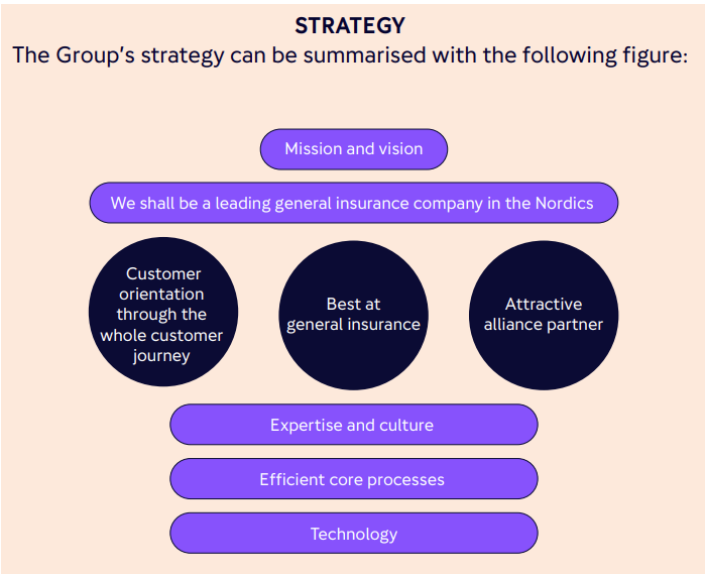 STRATEGY
The Group's strategy can be summarised with the following figure:
Mission and vision
We shall be a leading general insurance company in the Nordics
Customer
orientation
through the
whole customer
journey
Best at
general insurance
Attractive
alliance partner
Expertise and culture
Efficient core processes
Technology